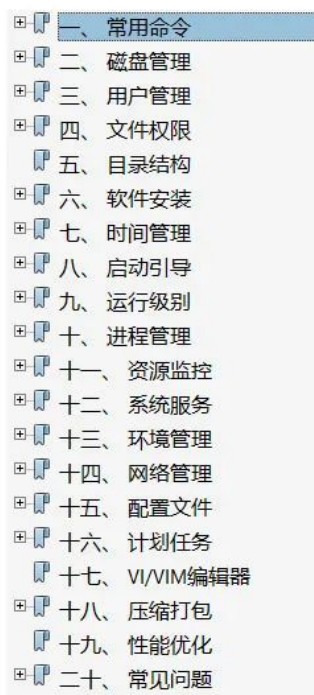 一、 常用命令
二、 磁盘管理
三、 用户管理
四、 文件权限
五、 目录结构
六、 软件安装
七、 时间管理
八、 启动引导
九、 运行级别
十、 进程管理
十一、 资源监控
十二、 系统服务
十三、 环境管理
十四、 网络管理
十五、 配置文件
十六、 计划任务
十七、 VI/VIM编辑器
十八、 压缩打包
十九、 性能优化
二十、 常见问题